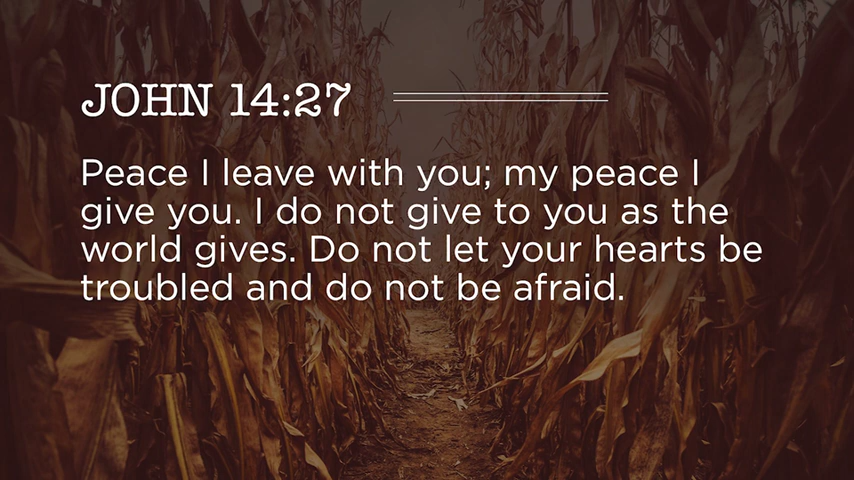 JOHN 14:27
Peace I leave with you; my peace I
give you. I do not give to you as the
world gives. Do not let your hearts be
troubled and do not be afraid.